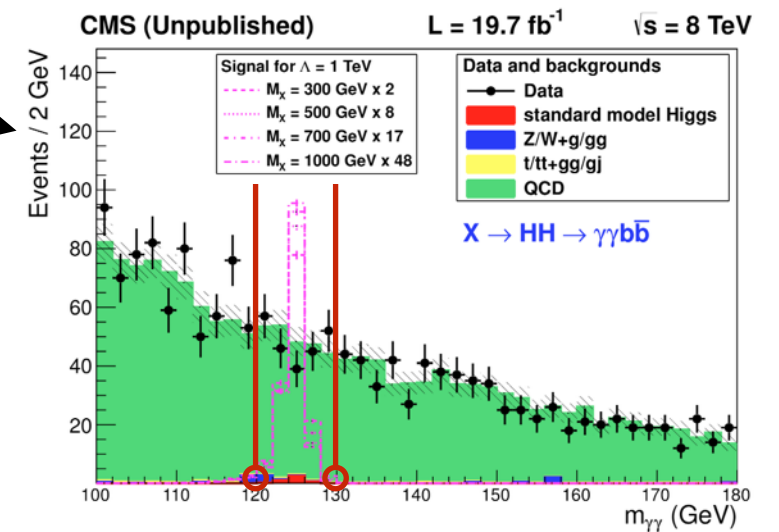 CMS (Unpublished) L = 19.7 fb⁻¹ √s = 8 TeV
Events / 2 GeV
140
120
100
80
60
40
20
Signal for Λ = 1 TeV
M_X = 300 GeV x 2
M_X = 500 GeV x 8
M_X = 700 GeV x 17
M_X = 1000 GeV x 48
Data and backgrounds
Data
standard model Higgs
Z/W+g/gg
t/tt+gg/gj
QCD
X → HH → γγbb̅
100 110 120 130 140 150 160 170 180
m_γγ (GeV)